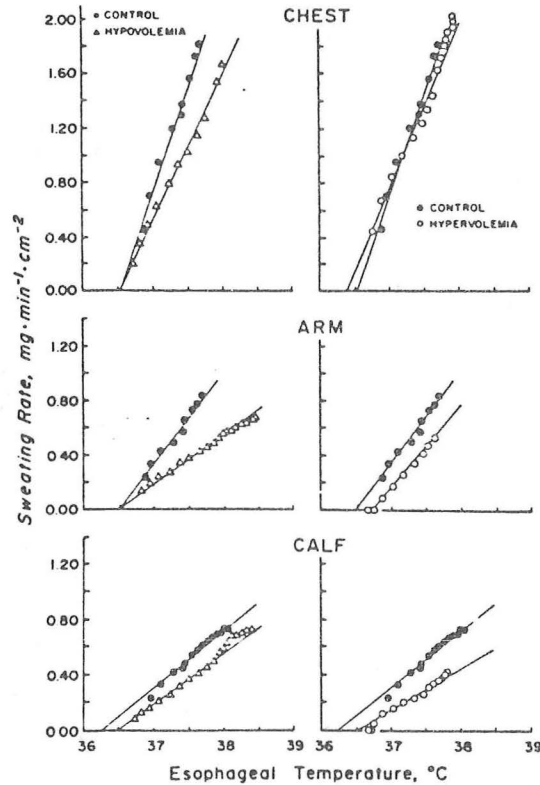 CHEST
● CONTROL
△ HYPOVOLEMIA
● CONTROL
○ HYPERVOLEMIA
2.00
1.60
1.20
0.80
0.40
0.00
ARM
1.20
0.80
0.40
0.00
CALF
1.20
0.80
0.40
0.00
36 37 38 39 36 37 38 39
Sweating Rate, mg·min⁻¹·cm⁻²
Esophageal Temperature, °C